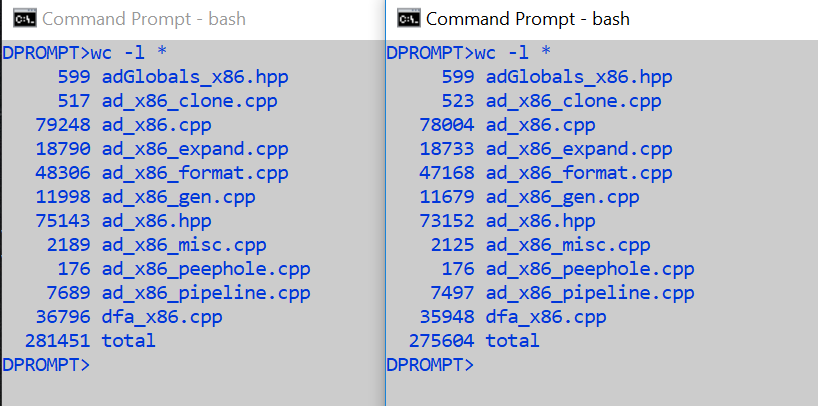 Command Prompt - bash
DPROMPT>wc -l *
599 adGlobals_x86.hpp
517 ad_x86_clone.cpp
79248 ad_x86.cpp
18790 ad_x86_expand.cpp
48306 ad_x86_format.cpp
11998 ad_x86_gen.cpp
75143 ad_x86.hpp
2189 ad_x86_misc.cpp
176 ad_x86_peephole.cpp
7689 ad_x86_pipeline.cpp
36796 dfa_x86.cpp
281451 total
DPROMPT>
Command Prompt - bash
DPROMPT>wc -l *
599 adGlobals_x86.hpp
523 ad_x86_clone.cpp
78004 ad_x86.cpp
18733 ad_x86_expand.cpp
47168 ad_x86_format.cpp
11679 ad_x86_gen.cpp
73152 ad_x86.hpp
2125 ad_x86_misc.cpp
176 ad_x86_peephole.cpp
7497 ad_x86_pipeline.cpp
35948 dfa_x86.cpp
275604 total
DPROMPT>